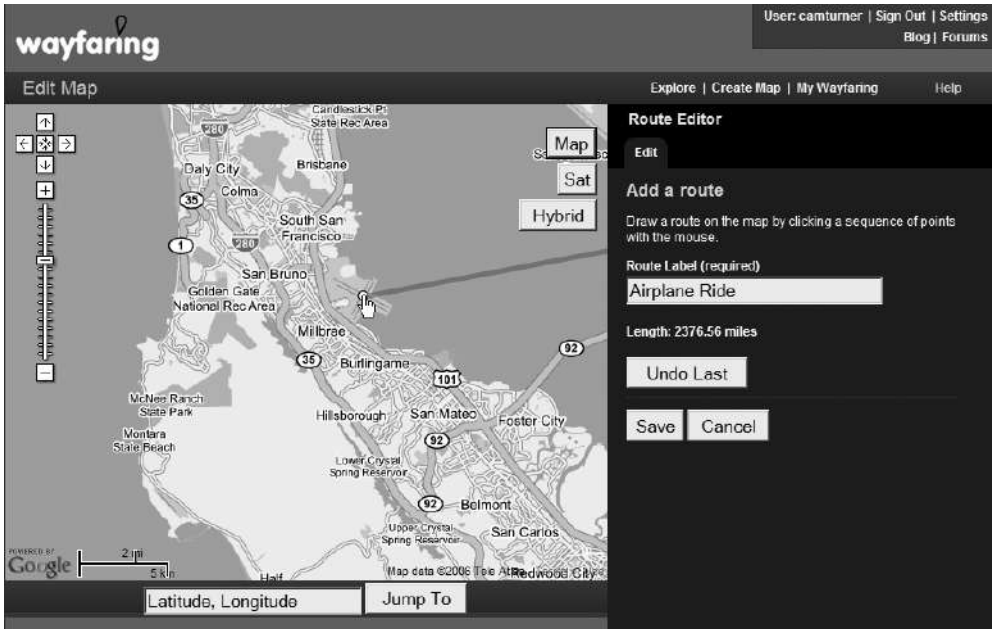 User: camturner | Sign Out | Settings
Blog | Forums
wayfaring
Edit Map
Explore | Create Map | My Wayfaring
Help
Candlestick Pt
State Rec Area
280
Map
Sat
Hybrid
Daly City
Brisbane
Colma
35
South San
Francisco
1
280
San Bruno
Golden Gate
National Rec Area
Millbrae
35
92
Burlingame
101
McNee Ranch
State Park
Hillsborough
San Mateo
Foster City
Montara
State Beach
92
Lower Crystal
Spring Reservoir
92
Belmont
Upper Crystal
Spring Reservoir
San Carlos
POWERED BY
Google
2 mi
5 km
Half
Map data ©2006 Tele
Redwood City
Latitude, Longitude
Jump To
Route Editor
Edit
Add a route
Draw a route on the map by clicking a sequence of points
with the mouse.
Route Label (required)
Airplane Ride
Length: 2376.56 miles
Undo Last
Save
Cancel